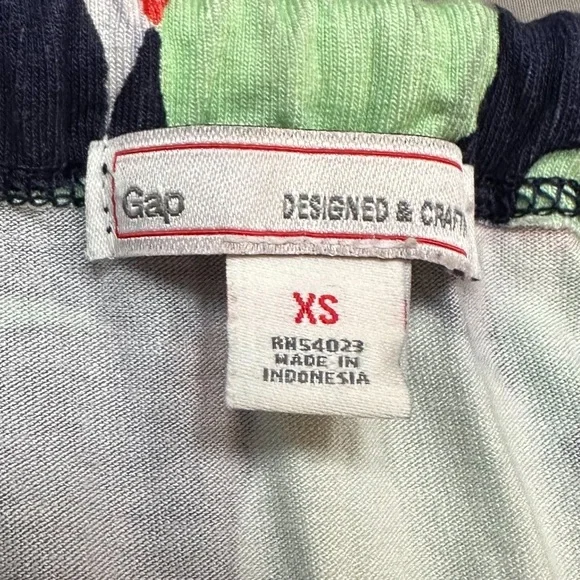 Gap DESIGNED & CRAFT
XS
RN54023
MADE IN
INDONESIA